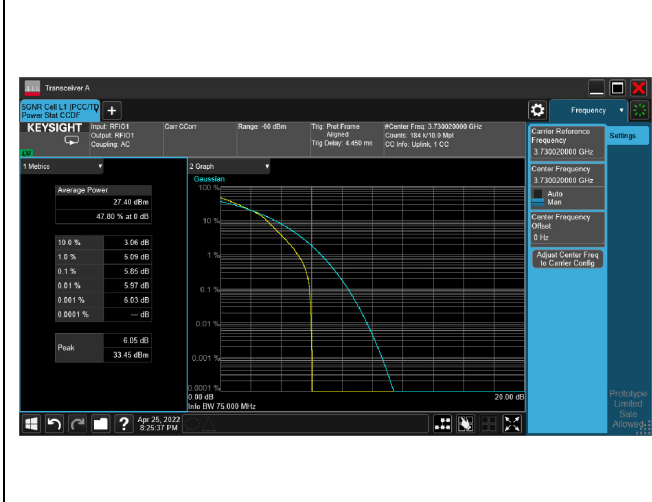 Transceiver A
5GNR Cell L1 (PCC/TD
Power Stat CCDF
Frequency
KEYSIGHT
LW
Input: RFIO1
Output: RFIO1
Coupling: AC
Corr CCorr
Range: -60 dBm
Trig: Pret Frame
Aligned
Trig Delay: 4.450 ms
#Center Freq: 3.730020000 GHz
Counts: 184 k/10.0 Mpt
CC Info: Uplink, 1 CC
1 Metrics
Average Power
27.40 dBm
47.80 % at 0 dB
10.0 % 3.06 dB
1.0 % 5.09 dB
0.1 % 5.85 dB
0.01 % 5.97 dB
0.001 % 6.03 dB
0.0001 % --- dB
Peak
6.05 dB
33.45 dBm
2 Graph
Gaussian
100 %
10 %
1 %
0.1 %
0.01 %
0.001 %
0.0001 %
0.00 dB
20.00 dB
Info BW 75.000 MHz
Carrier Reference
Frequency
3.730020000 GHz
Center Frequency
3.730020000 GHz
Auto
Man
Center Frequency
Offset
0 Hz
Adjust Center Freq
to Carrier Config
Settings
Prototype
Limited
Sale
Allowed
?
Apr 25, 2022
8:25:37 PM